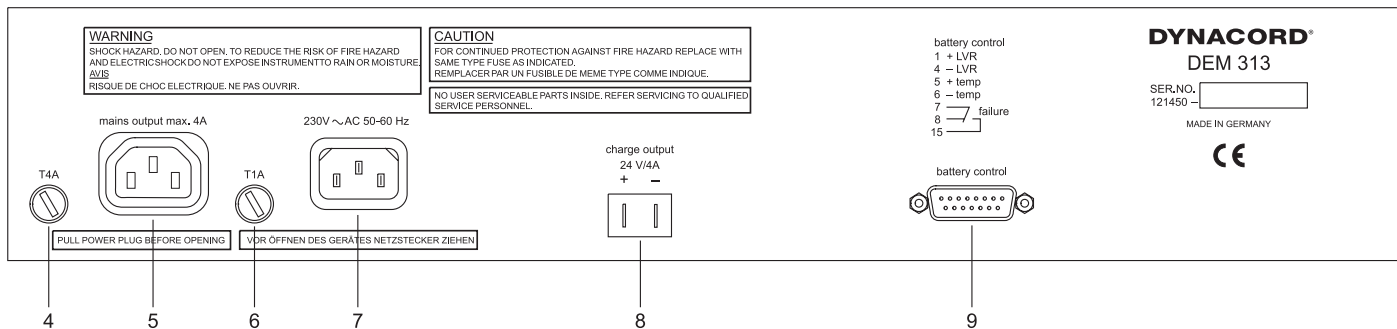 WARNING
SHOCK HAZARD, DO NOT OPEN. TO REDUCE THE RISK OF FIRE HAZARD
AND ELECTRIC SHOCK DO NOT EXPOSE INSTRUMENT TO RAIN OR MOISTURE.
AVIS
RISQUE DE CHOC ELECTRIQUE. NE PAS OUVRIR.
CAUTION
FOR CONTINUED PROTECTION AGAINST FIRE HAZARD REPLACE WITH
SAME TYPE FUSE AS INDICATED.
REMPLACER PAR UN FUSIBLE DE MEME TYPE COMME INDIQUE.
NO USER SERVICEABLE PARTS INSIDE. REFER SERVICING TO QUALIFIED
SERVICE PERSONNEL.
mains output max. 4A
230V ~ AC 50-60 Hz
T4A
T1A
PULL POWER PLUG BEFORE OPENING
VOR ÖFFNEN DES GERÄTES NETZSTECKER ZIEHEN
charge output
24 V/4A
+ –
battery control
1 + LVR
4 – LVR
5 + temp
6 – temp
7
8
15
failure
battery control
DYNACORD®
DEM 313
SER.NO.
121450 –
MADE IN GERMANY
CE
4 5 6 7 8 9